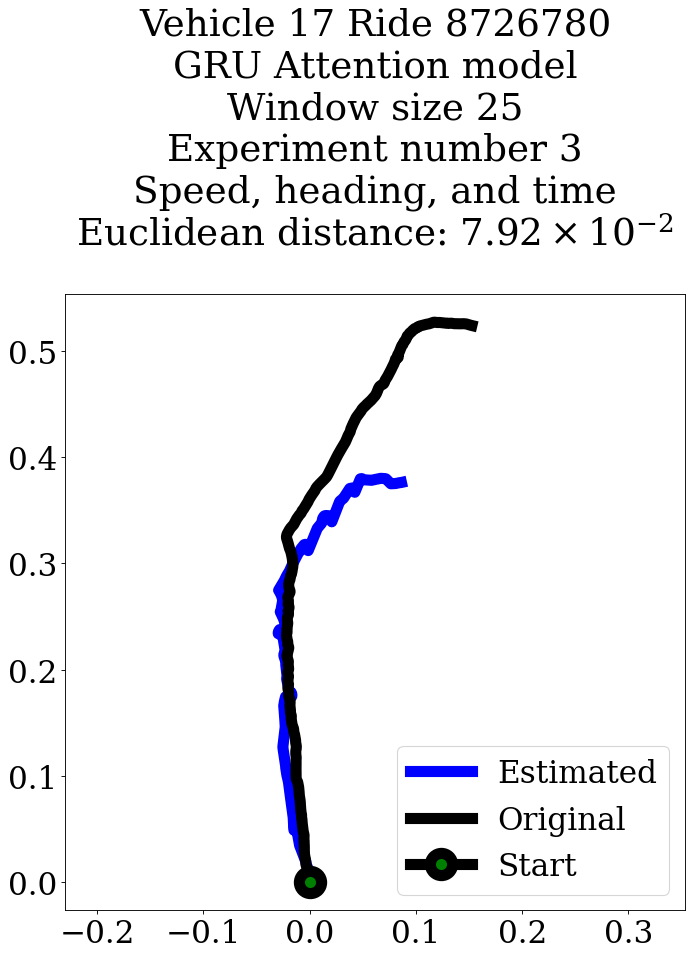 Vehicle 17 Ride 8726780
GRU Attention model
Window size 25
Experiment number 3
Speed, heading, and time
Euclidean distance: 7.92 × 10⁻²
0.5
0.4
0.3
0.2
0.1
0.0
Estimated
Original
Start
−0.2 −0.1 0.0 0.1 0.2 0.3